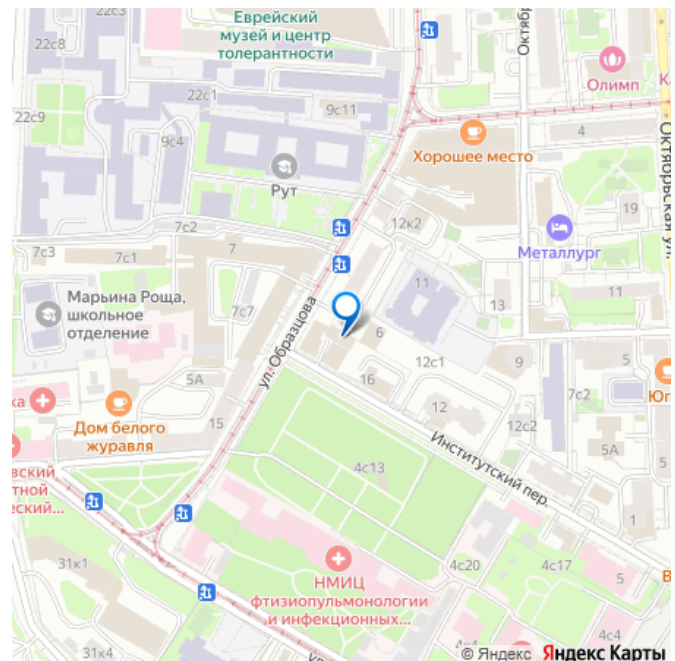 22с8
Еврейский
музей и центр
толерантности
Олимп
22с1
9с11
22с9
4
Хорошее место
9с4
Рут
Октябрьская ул.
19
12к2
7с2
7с3
7с1
7
Металлург
11
Марьина Роща,
школьное
отделение
7с7
ул. Образцова
13
11
6
12с1
9
16
5А
7с2
12
15
Дом белого
журавля
12с2
5А
5
Институтский пер.
4с13
1
31к1
НМИЦ
фтизиопульмонологии
и инфекционных...
4с20
4с17
5
31к4
4с4
© Яндекс Яндекс Карты